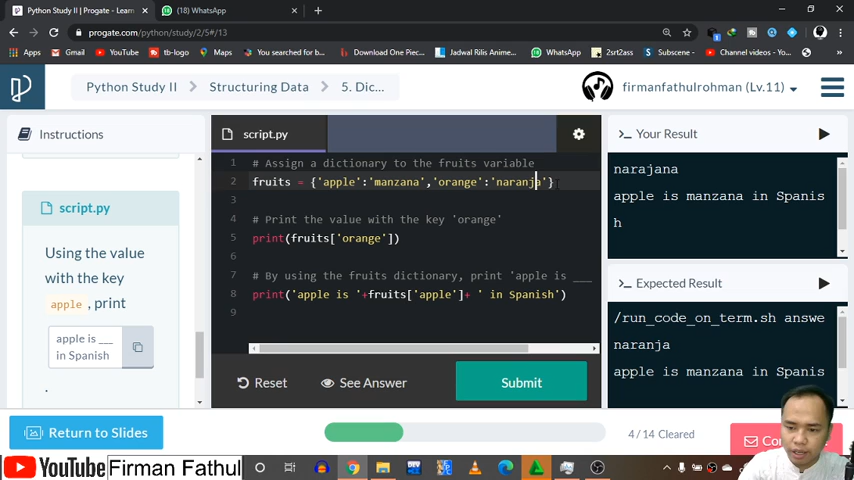 Python Study II | Progate - Learn
(18) WhatsApp
progate.com/python/study/2/5#/13
Apps
Gmail
YouTube
tb-logo
Maps
You searched for b...
Download One Piec...
Jadwal Rilis Anime
WhatsApp
2srt2ass
Subscene -
Channel videos - Yo...
Python Study II
Structuring Data
5. Dic...
firmanfathulrohman (Lv.11)
Instructions
script.py
Using the value
with the key
apple , print
apple is ___
in Spanish
.
script.py
1 # Assign a dictionary to the fruits variable
2 fruits = {'apple':'manzana','orange':'naranja'}
3
4 # Print the value with the key 'orange'
5 print(fruits['orange'])
6
7 # By using the fruits dictionary, print 'apple is ___
8 print('apple is '+fruits['apple']+ ' in Spanish')
9
Reset
See Answer
Submit
Your Result
narajana
apple is manzana in Spanis
h
Expected Result
/run_code_on_term.sh answe
naranja
apple is manzana in Spanis
Return to Slides
4 / 14 Cleared
YouTube Firman Fathul